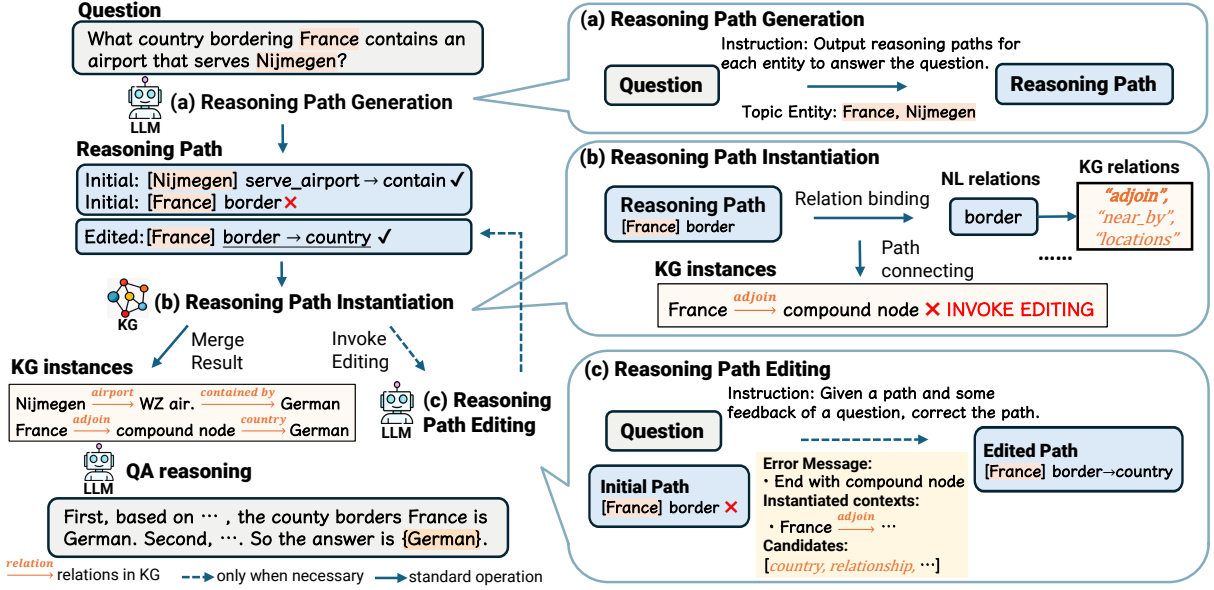 Question
What country bordering France contains an
airport that serves Nijmegen?
LLM
(a) Reasoning Path Generation
Reasoning Path
Initial: [Nijmegen] serve_airport → contain ✓
Initial: [France] border ×
Edited: [France] border → country ✓
KG
(b) Reasoning Path Instantiation
Merge
Result
Invoke
Editing
KG instances
Nijmegen airport → WZ air. contained by → German
France adjoin → compound node country → German
LLM
(c) Reasoning
Path Editing
LLM
QA reasoning
First, based on ⋯ , the county borders France is
German. Second, ⋯. So the answer is {German}.
relation
relations in KG
only when necessary
standard operation
(a) Reasoning Path Generation
Instruction: Output reasoning paths for
each entity to answer the question.
Question
Reasoning Path
Topic Entity: France, Nijmegen
(b) Reasoning Path Instantiation
KG relations
NL relations
Reasoning Path
[France] border
Relation binding
border
"adjoin",
"near_by",
"locations"
......
Path
connecting
KG instances
France adjoin → compound node × INVOKE EDITING
(c) Reasoning Path Editing
Instruction: Given a path and some
feedback of a question, correct the path.
Question
Initial Path
[France] border ×
Error Message:
• End with compound node
Instantiated contexts:
• France adjoin → ⋯
Candidates:
[country, relationship, ⋯]
Edited Path
[France] border→country